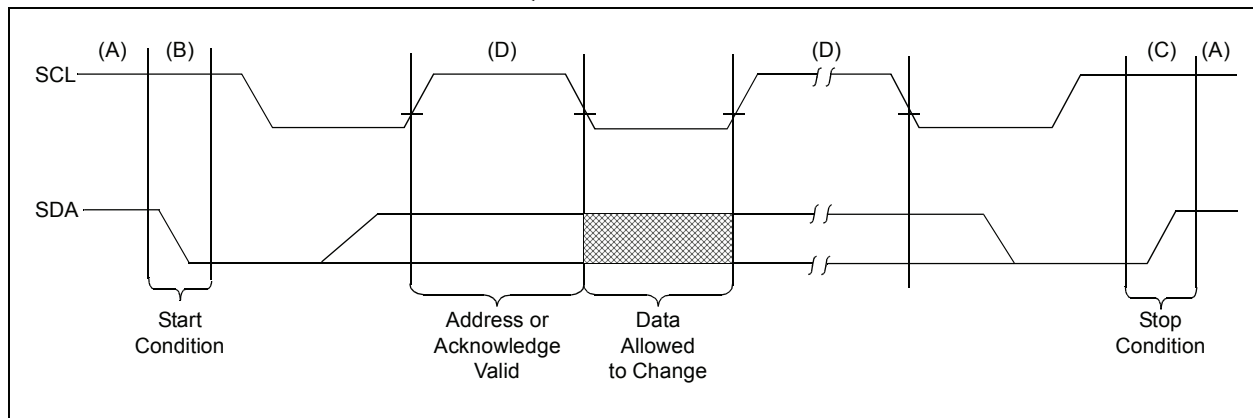 (A) (B) (D) (D) (C) (A)
SCL
SDA
Start
Condition
Address or
Acknowledge
Valid
Data
Allowed
to Change
Stop
Condition